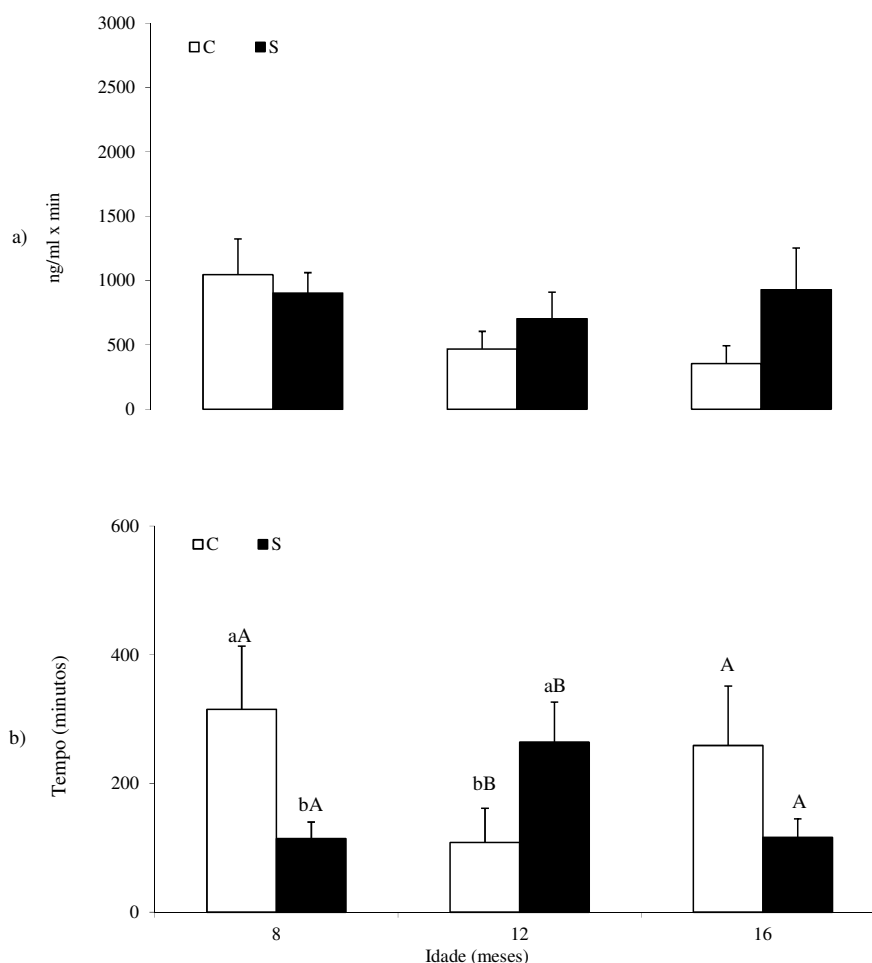 3000
C S
2500
2000
1500
a) ng/ml x min
1000
500
0
600
C S
aA
A
400
aB
b) Tempo (minutos)
bB
200
bA
A
0
8 12 16
Idade (meses)